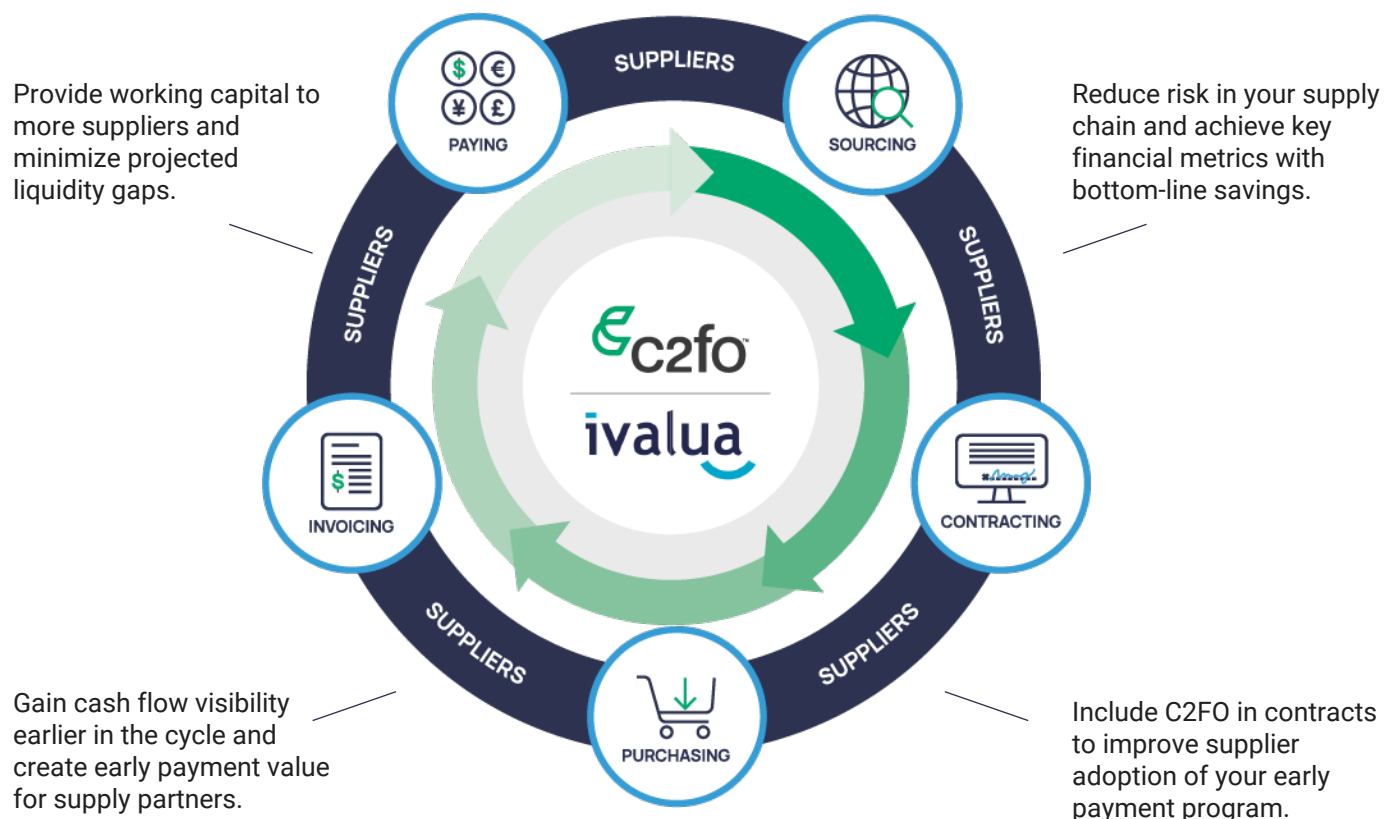 SUPPLIERS
$ €
¥ £
PAYING
SOURCING
Provide working capital to
more suppliers and
minimize projected
liquidity gaps.
Reduce risk in your supply
chain and achieve key
financial metrics with
bottom-line savings.
SUPPLIERS
SUPPLIERS
c2fo™
ivalua
$
INVOICING
CONTRACTING
SUPPLIERS
SUPPLIERS
PURCHASING
Gain cash flow visibility
earlier in the cycle and
create early payment value
for supply partners.
Include C2FO in contracts
to improve supplier
adoption of your early
payment program.